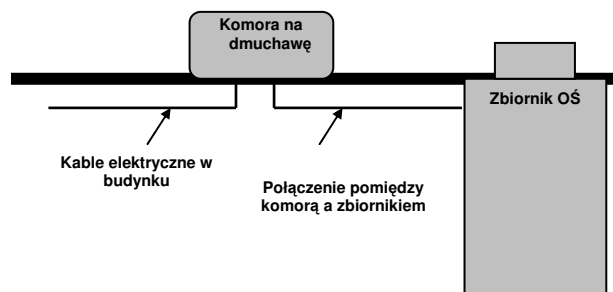 Komora na
dmuchawę
Zbiornik OŚ
Kable elektryczne w
budynku
Połączenie pomiędzy
komorą a zbiornikiem